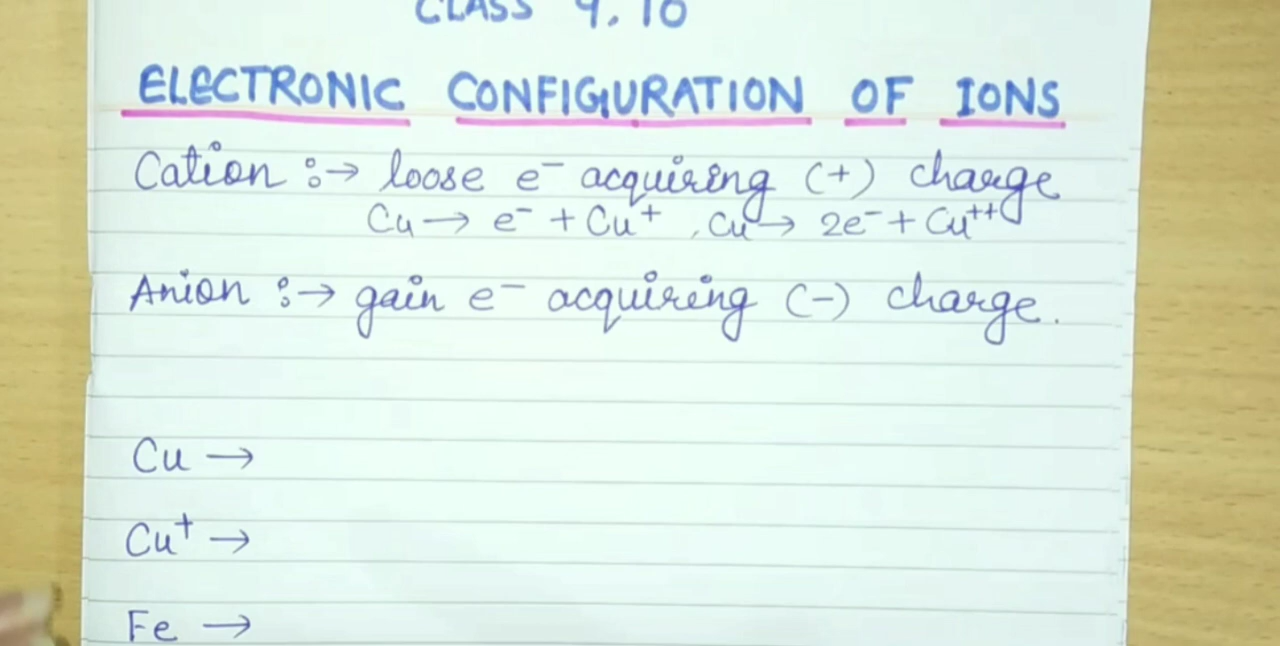 CLASS 9, 10
ELECTRONIC CONFIGURATION OF IONS
Cation :→ loose e⁻ acquiring (+) charge
Cu → e⁻ + Cu⁺ , Cu → 2e⁻ + Cu⁺⁺
Anion :→ gain e⁻ acquiring (-) charge.
Cu →
Cu⁺ →
Fe →